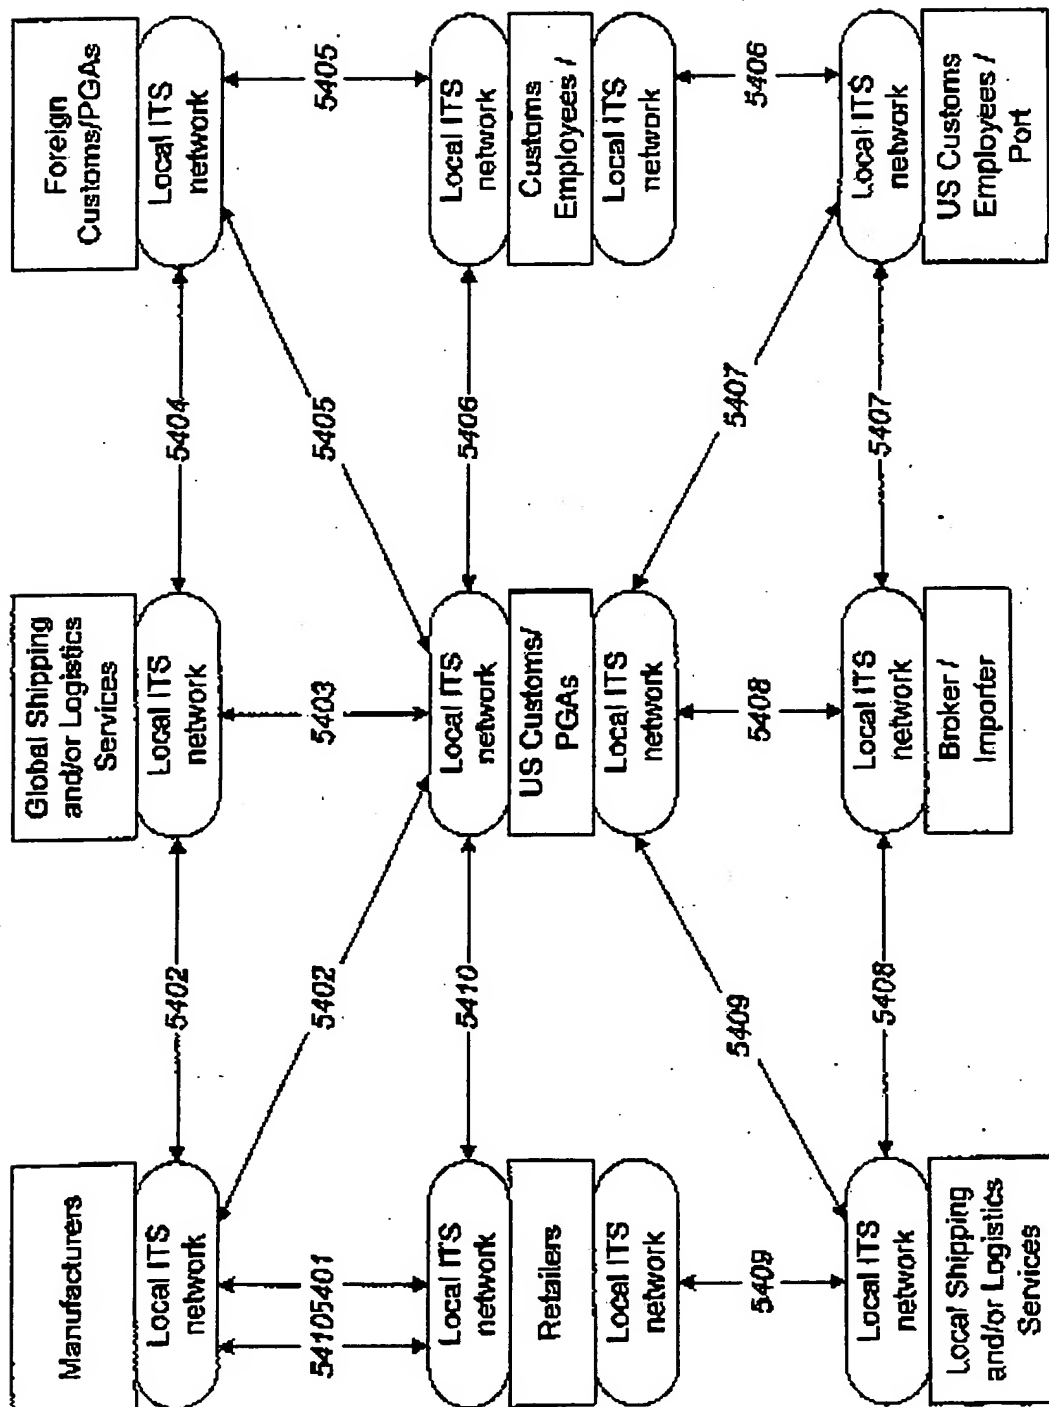 Manufacturers
Local ITS
network
Global Shipping
and/or Logistics
Services
Local ITS
network
Foreign
Customs/PGAs
Local ITS
network
5402
5404
54105401
5402
5403
5405
5405
Local ITS
network
Retailers
Local ITS
network
5410
Local ITS
network
US Customs/
PGAs
Local ITS
network
5406
Local ITS
network
Customs
Employees /
Local ITS
network
5409
5409
5408
5407
5406
Local ITS
network
Local Shipping
and/or Logistics
Services
5408
Local ITS
network
Broker /
Importer
5407
Local ITS
network
US Customs
Employees /
Port